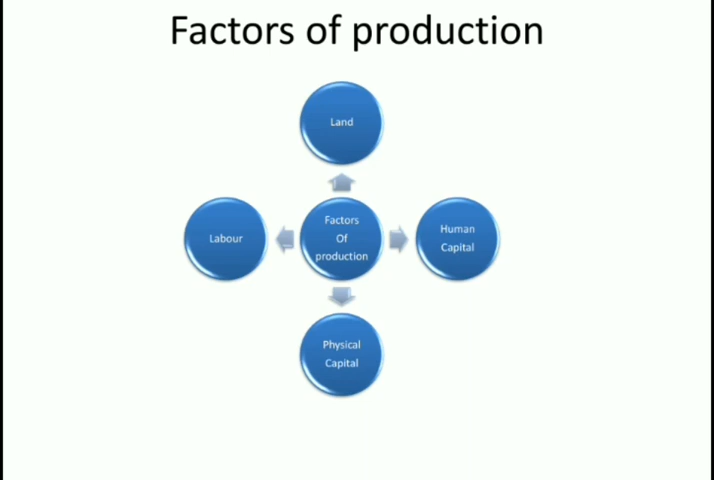 Factors of production
Land
Labour
Factors
Of
production
Human
Capital
Physical
Capital